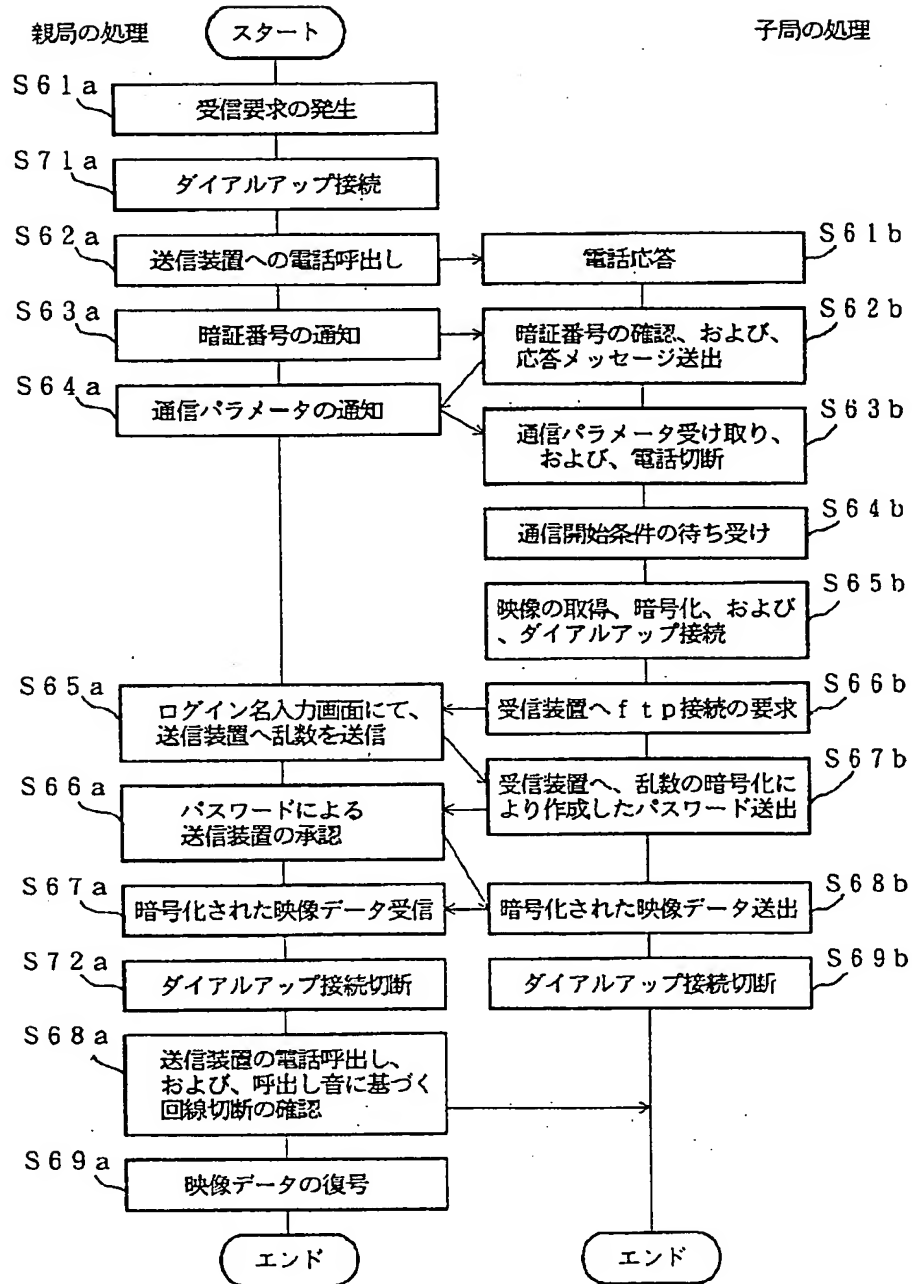 親局の処理
スタート
子局の処理
S61a
受信要求の発生
S71a
ダイアルアップ接続
S62a
送信装置への電話呼出し
電話応答
S61b
S63a
暗証番号の通知
暗証番号の確認、および、
応答メッセージ送出
S62b
S64a
通信パラメータの通知
通信パラメータ受け取り、
および、電話切断
S63b
通信開始条件の待ち受け
S64b
映像の取得、暗号化、および
、ダイアルアップ接続
S65b
S65a
ログイン名入力画面にて、
送信装置へ乱数を送信
受信装置へftp接続の要求
S66b
S66a
パスワードによる
送信装置の承認
受信装置へ、乱数の暗号化に
より作成したパスワード送出
S67b
S67a
暗号化された映像データ受信
暗号化された映像データ送出
S68b
S72a
ダイアルアップ接続切断
ダイアルアップ接続切断
S69b
S68a
送信装置の電話呼出し、
および、呼出し音に基づく
回線切断の確認
S69a
映像データの復号
エンド
エンド